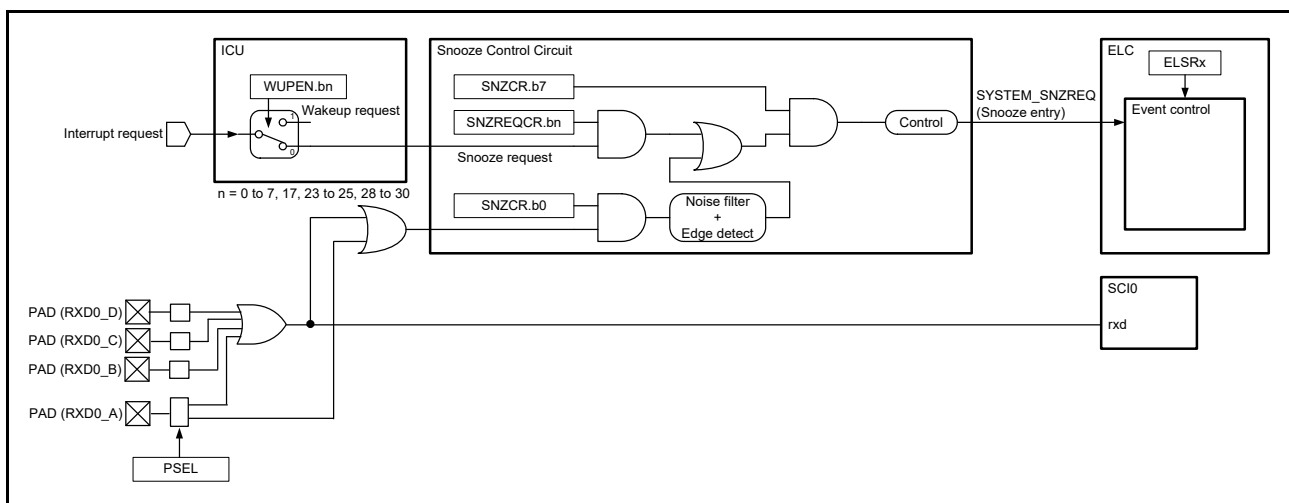 ICU
WUPEN.bn
1
Wakeup request
0
Interrupt request
n = 0 to 7, 17, 23 to 25, 28 to 30
Snooze Control Circuit
SNZCR.b7
SNZREQCR.bn
Snooze request
SNZCR.b0
Noise filter
+
Edge detect
Control
SYSTEM_SNZREQ
(Snooze entry)
ELC
ELSRx
Event control
PAD (RXD0_D)
PAD (RXD0_C)
PAD (RXD0_B)
PAD (RXD0_A)
PSEL
SCI0
rxd